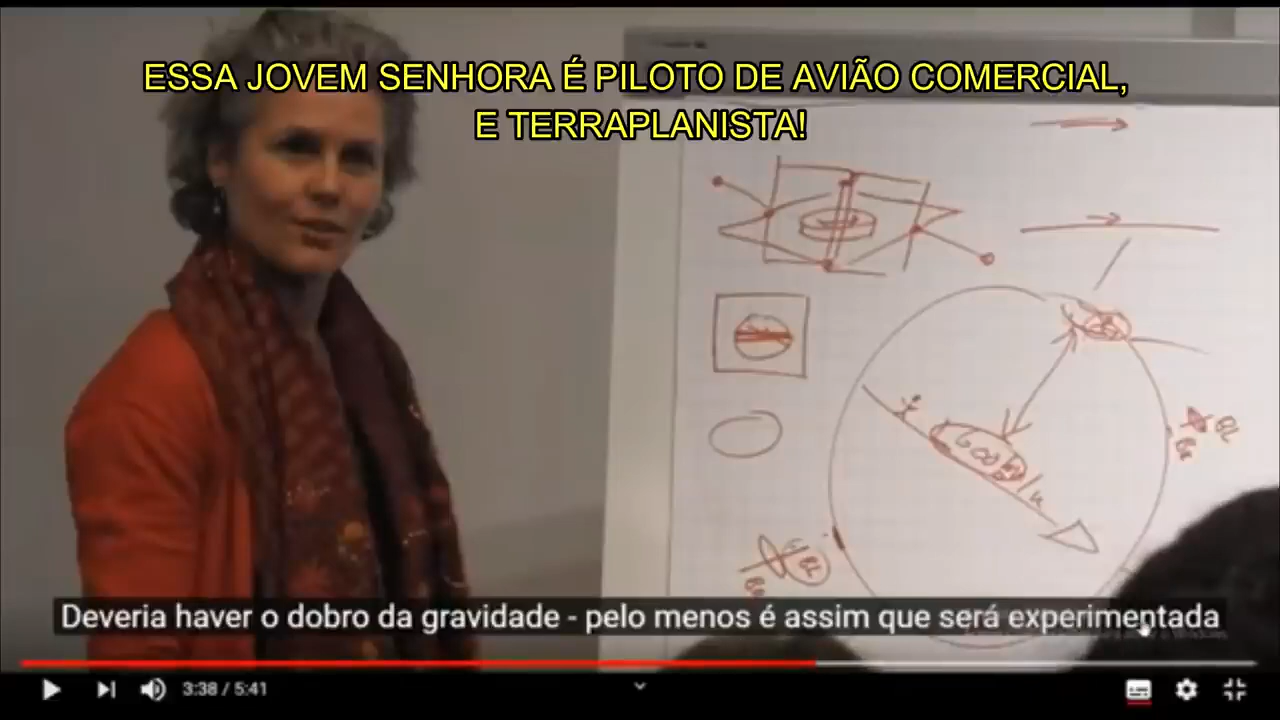 ESSA JOVEM SENHORA É PILOTO DE AVIÃO COMERCIAL,
E TERRAPLANISTA!
Deveria haver o dobro da gravidade - pelo menos é assim que será experimentada
3:38 / 5:41